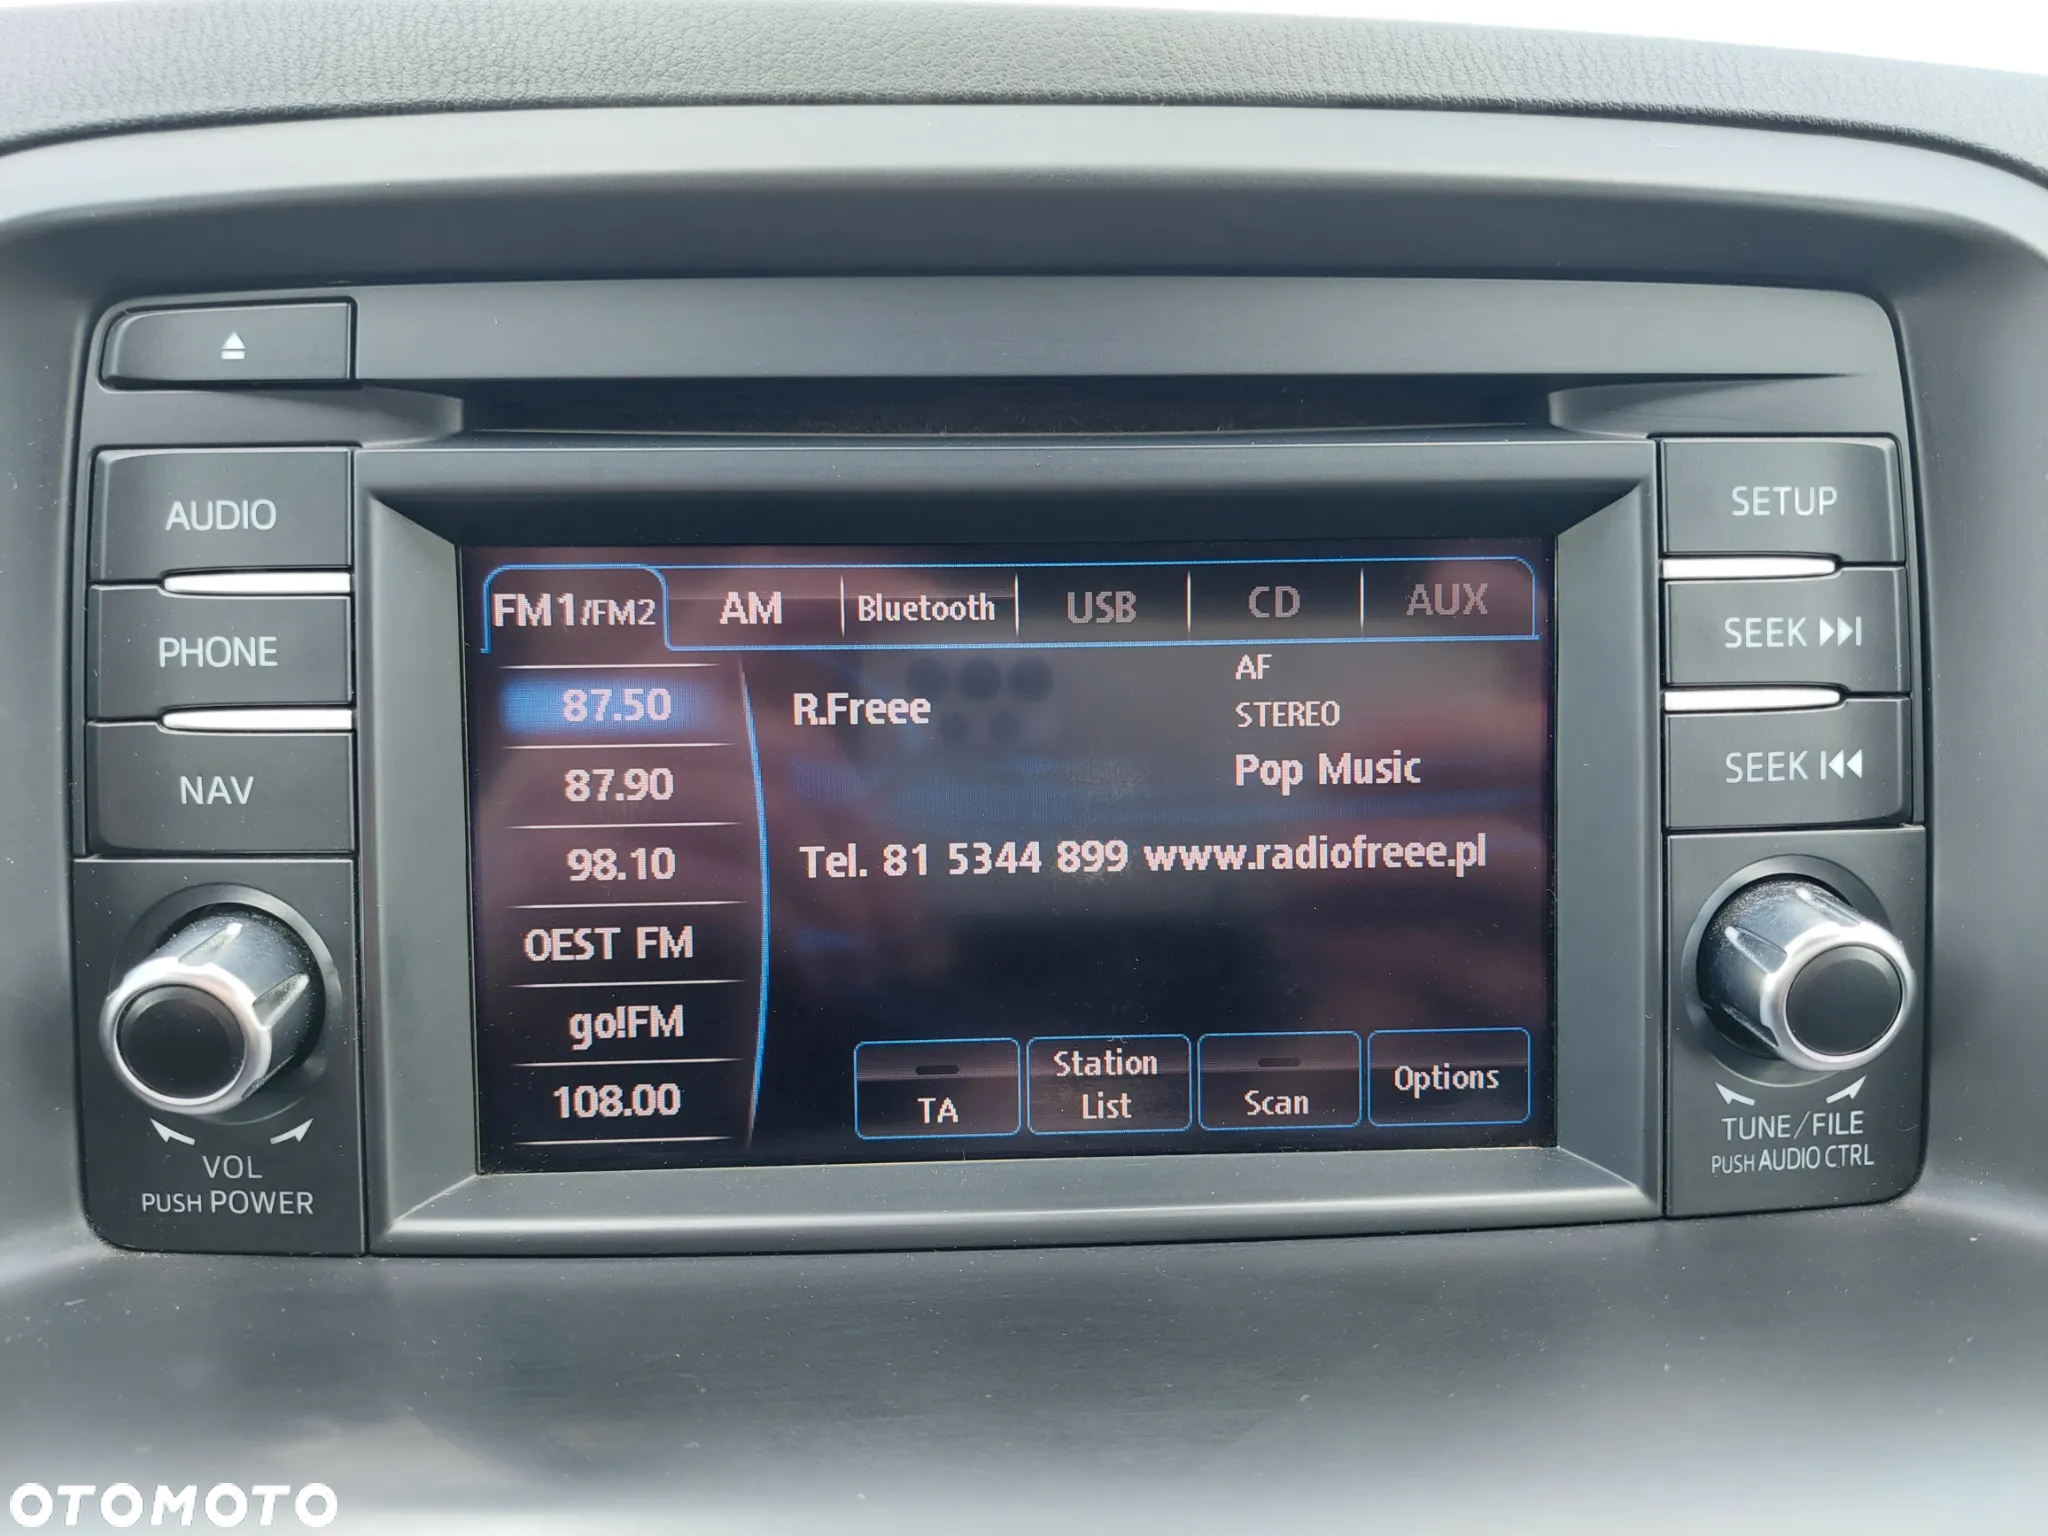 AUDIO
PHONE
NAV
VOL
PUSH POWER
FM1/FM2 AM Bluetooth USB CD AUX
87.50
87.90
98.10
OEST FM
go!FM
108.00
R.Freee
AF
STEREO
Pop Music
Tel. 81 5344 899 www.radiofreee.pl
TA
Station
List
Scan
Options
SETUP
SEEK
SEEK
TUNE/FILE
PUSH AUDIO CTRL
OTOMOTO